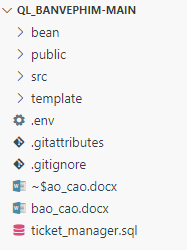 QL_BANVEPHIM-MAIN
bean
public
src
template
.env
.gitattributes
.gitignore
~$ao_cao.docx
bao_cao.docx
ticket_manager.sql